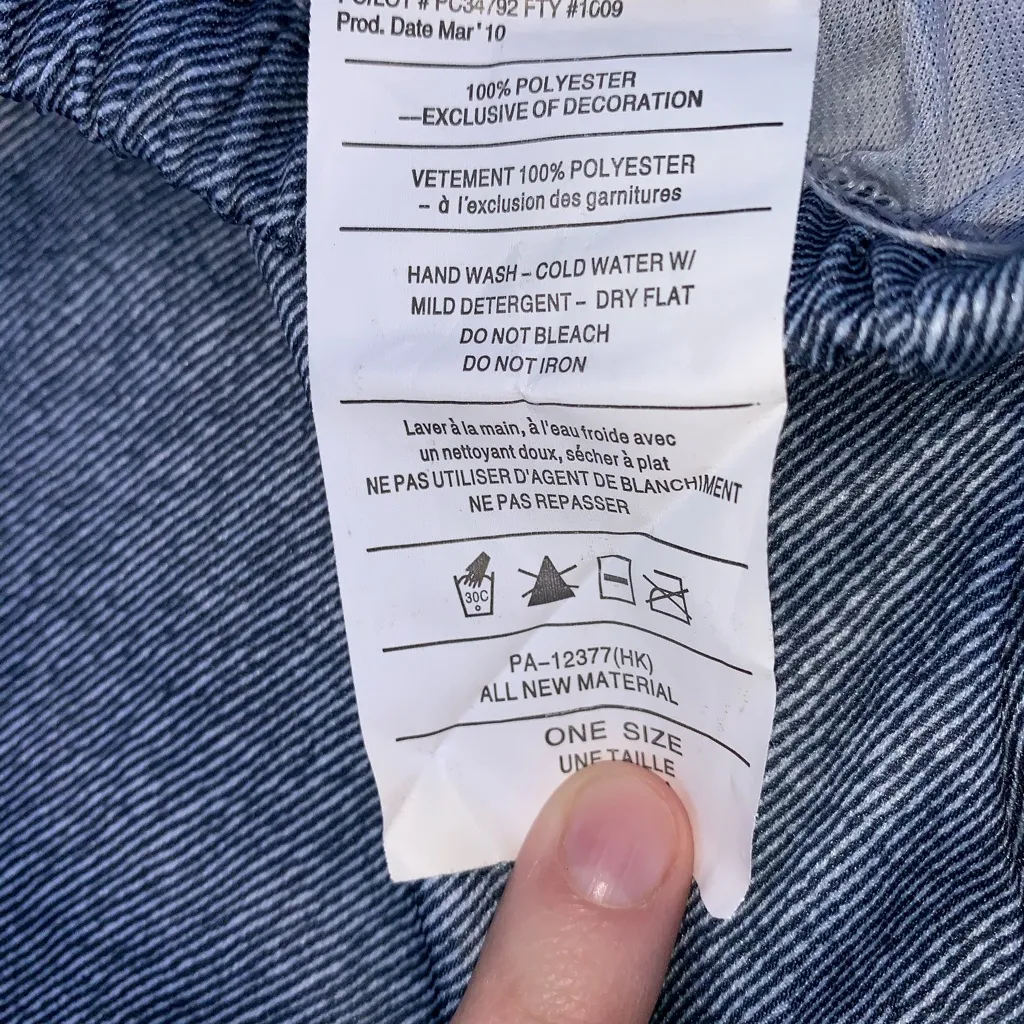 PC34792 FTY #1009
Prod. Date Mar'10
100% POLYESTER
—EXCLUSIVE OF DECORATION
VETEMENT 100% POLYESTER
– à l'exclusion des garnitures
HAND WASH – COLD WATER W/
MILD DETERGENT – DRY FLAT
DO NOT BLEACH
DO NOT IRON
Laver à la main, à l'eau froide avec
un nettoyant doux, sécher à plat
NE PAS UTILISER D'AGENT DE BLANCHIMENT
NE PAS REPASSER
30C
PA–12377(HK)
ALL NEW MATERIAL
ONE SIZE
UNE TAILLE